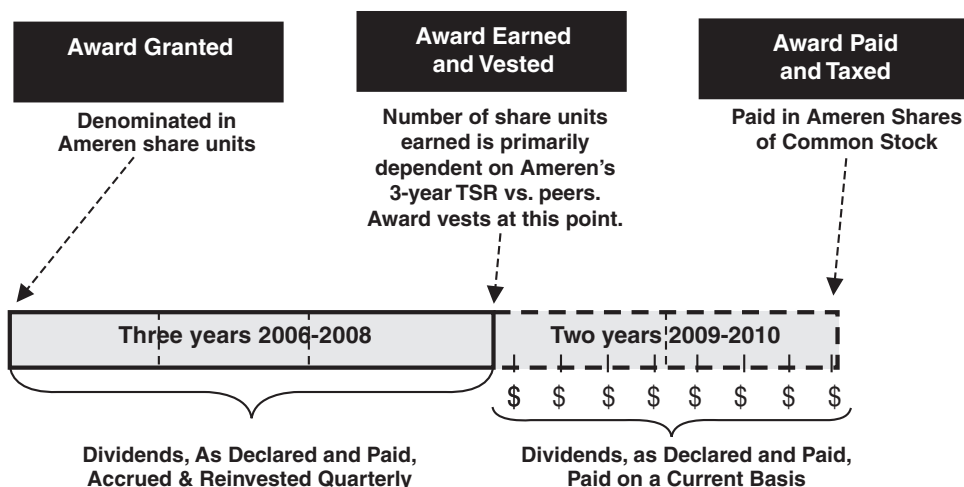 Award Granted
Award Earned
and Vested
Award Paid
and Taxed
Denominated in
Ameren share units
Number of share units
earned is primarily
dependent on Ameren’s
3-year TSR vs. peers.
Award vests at this point.
Paid in Ameren Shares
of Common Stock
Three years 2006-2008
Two years 2009-2010
$ $ $ $ $ $ $ $
Dividends, As Declared and Paid,
Accrued & Reinvested Quarterly
Dividends, as Declared and Paid,
Paid on a Current Basis